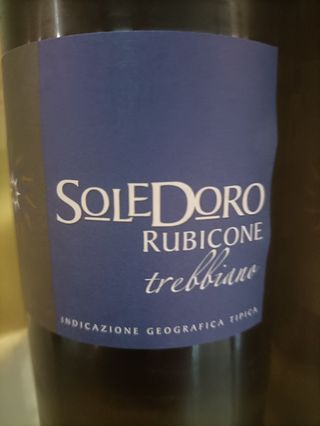 SOLEDORO
RUBICONE
trebbiano
INDICAZIONE GEOGRAFICA TIPICA